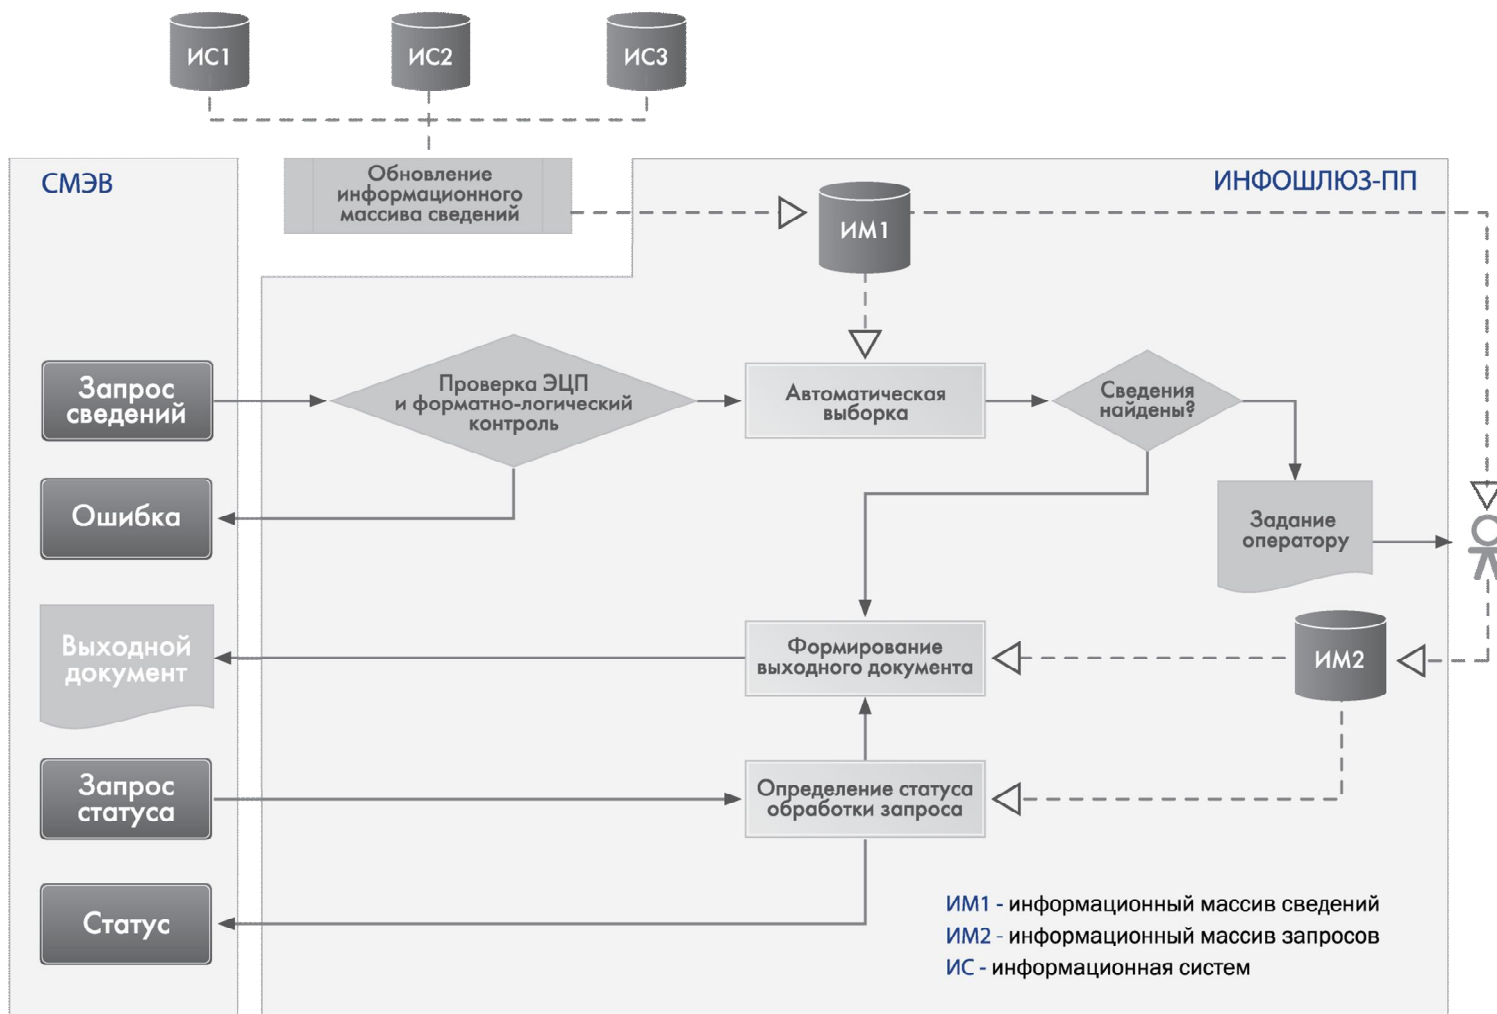 ИС1
ИС2
ИС3
СМЭВ
Обновление
информационного
массива сведений
ИНФОШЛЮЗ-ПП
ИМ1
Запрос
сведений
Проверка ЭЦП
и форматно-логический
контроль
Автоматическая
выборка
Сведения
найдены?
Ошибка
Задание
оператору
Выходной
документ
Формирование
выходного документа
ИМ2
Запрос
статуса
Определение статуса
обработки запроса
Статус
ИМ1 - информационный массив сведений
ИМ2 - информационный массив запросов
ИС - информационная систем